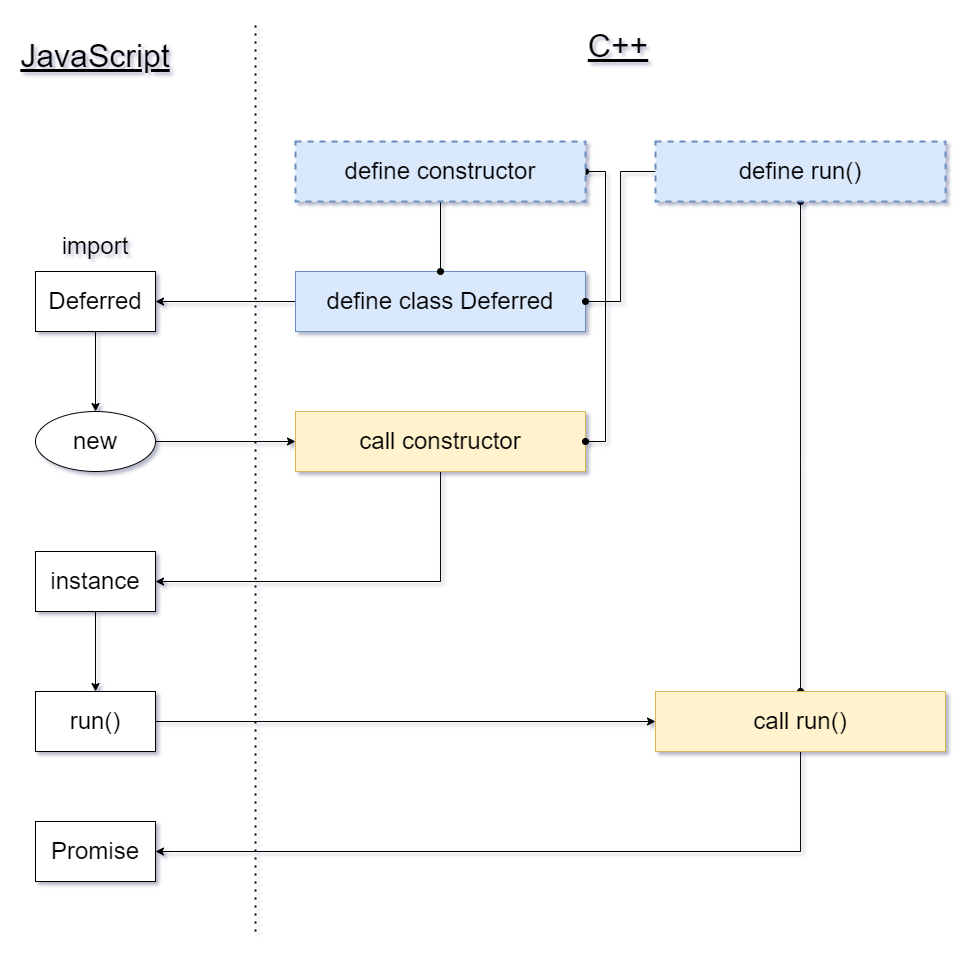 JavaScript
C++
define constructor
define run()
import
Deferred
define class Deferred
new
call constructor
instance
run()
call run()
Promise